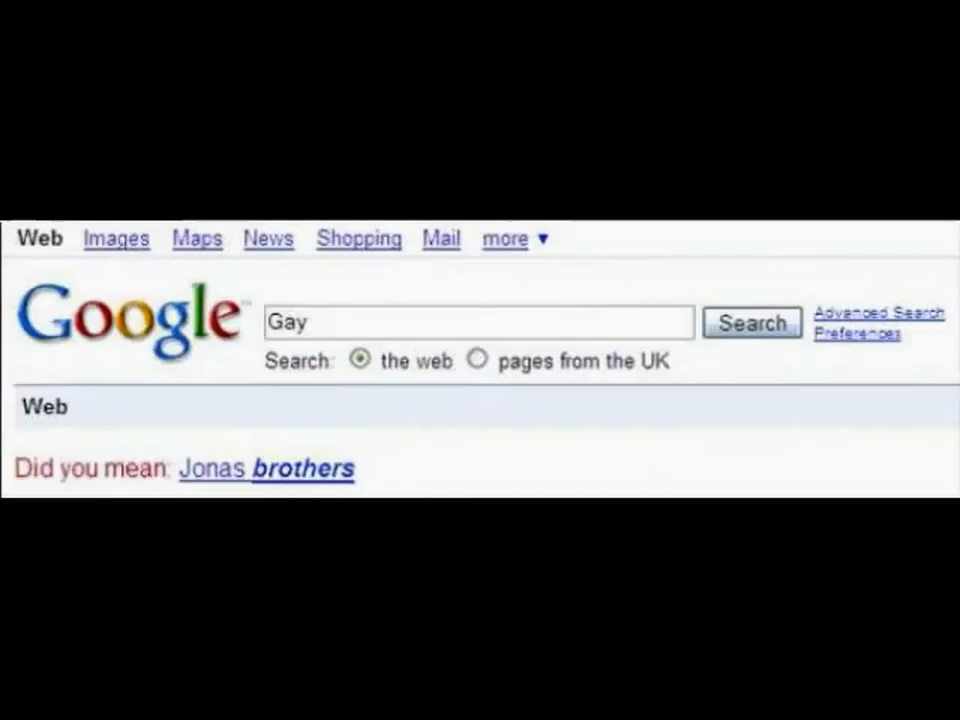 Web Images Maps News Shopping Mail more ▼
Google™ Gay Search Advanced Search
Preferences
Search: the web pages from the UK
Web
Did you mean: Jonas brothers